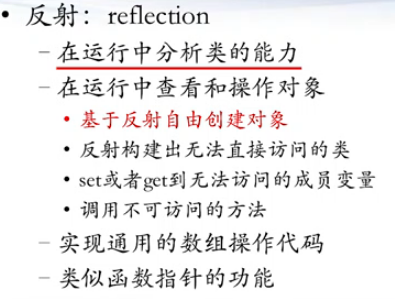 • 反射：reflection
– 在运行中分析类的能力
– 在运行中查看和操作对象
• 基于反射自由创建对象
• 反射构建出无法直接访问的类
• set或者get到无法访问的成员变量
• 调用不可访问的方法
– 实现通用的数组操作代码
– 类似函数指针的功能